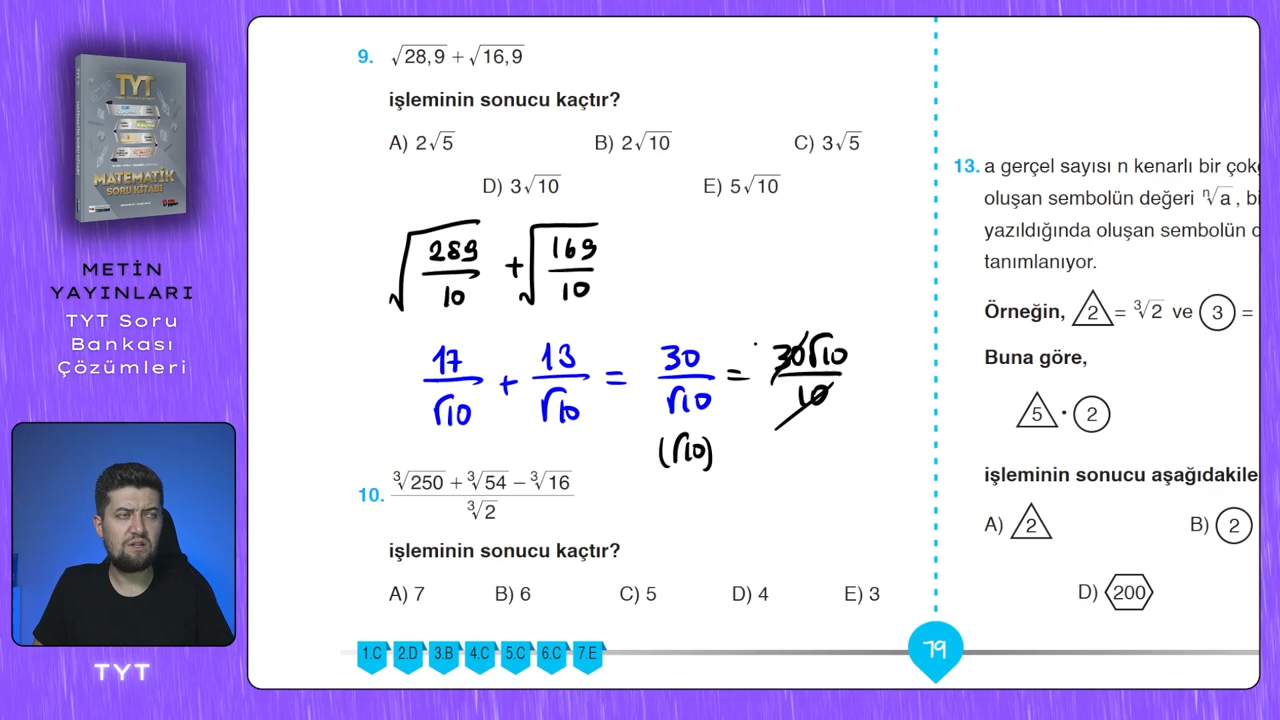 TYT
MATEMATİK
SORU KİTABI
METİN
YAYINLARI
TYT Soru
Bankası
Çözümleri
TYT
9. √28,9 + √16,9
işleminin sonucu kaçtır?
A) 2√5 B) 2√10 C) 3√5
D) 3√10 E) 5√10
√(289/10) + √(169/10)
17/√10 + 13/√10 = 30/√10 = 30√10/10
(√10)
10. (∛250 + ∛54 − ∛16)/∛2
işleminin sonucu kaçtır?
A) 7 B) 6 C) 5 D) 4 E) 3
1.C 2.D 3.B 4.C 5.C 6.C 7.E
79
13. a gerçel sayısı n kenarlı bir çok
oluşan sembolün değeri ⁿ√a , bi
yazıldığında oluşan sembolün
tanımlanıyor.
Örneğin, 2 = ∛2 ve 3 =
Buna göre,
5 · 2
işleminin sonucu aşağıdakile
A) 2 B) 2
D) 200